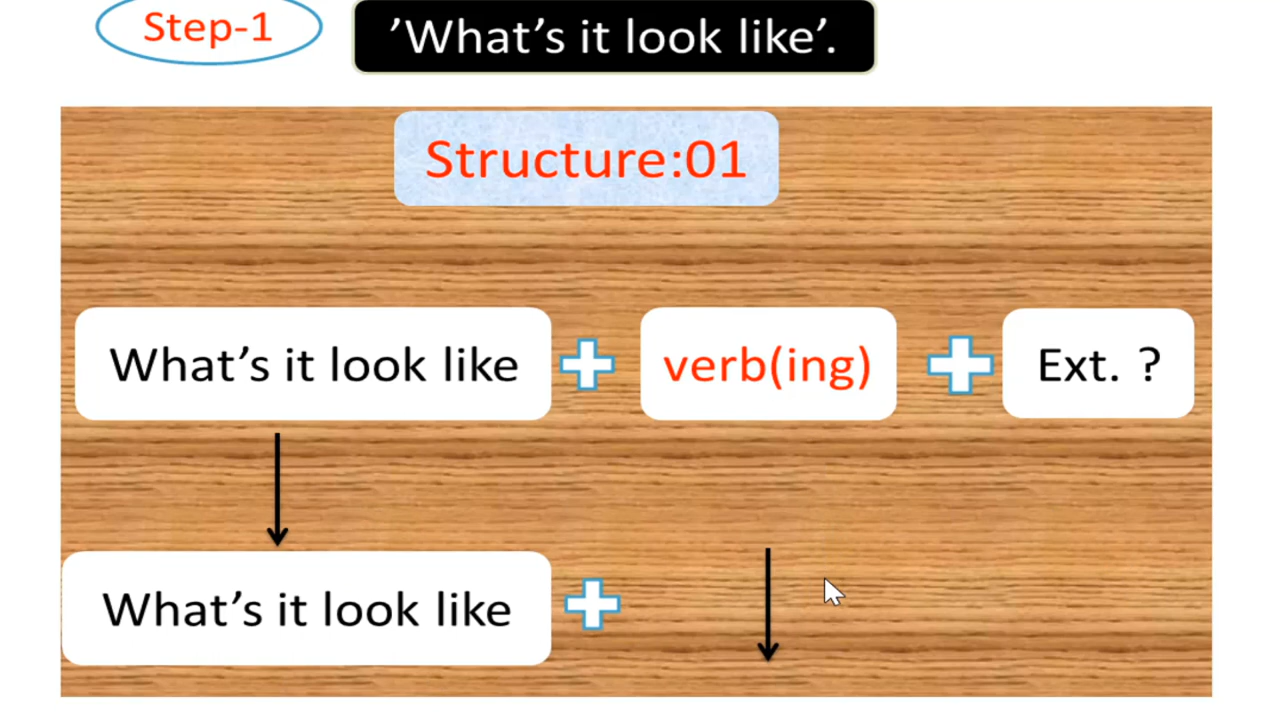 Step-1
’What’s it look like’.
Structure:01
What’s it look like
verb(ing)
Ext. ?
What’s it look like